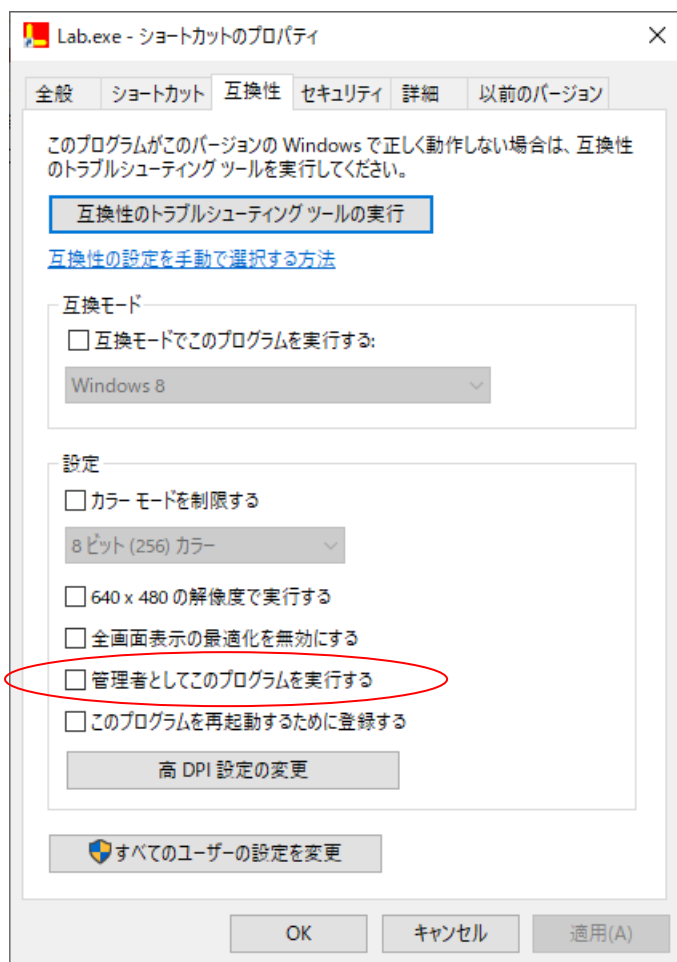 Lab.exe - ショートカットのプロパティ
全般
ショートカット
互換性
セキュリティ
詳細
以前のバージョン
このプログラムがこのバージョンの Windows で正しく動作しない場合は、互換性
のトラブルシューティング ツールを実行してください。
互換性のトラブルシューティング ツールの実行
互換性の設定を手動で選択する方法
互換モード
互換モードでこのプログラムを実行する:
Windows 8
設定
カラー モードを制限する
8 ビット (256) カラー
640 x 480 の解像度で実行する
全画面表示の最適化を無効にする
管理者としてこのプログラムを実行する
このプログラムを再起動するために登録する
高 DPI 設定の変更
すべてのユーザーの設定を変更
OK
キャンセル
適用(A)